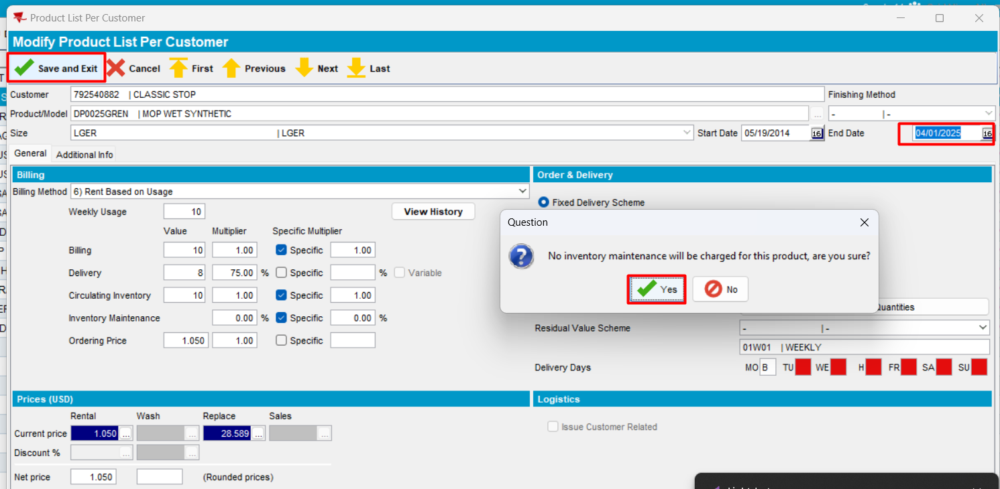 Product List Per Customer
Modify Product List Per Customer
Save and Exit Cancel First Previous Next Last
Customer 792540882 | CLASSIC STOP Finishing Method
Product/Model DP0025GREN | MOP WET SYNTHETIC ... - | -
Size LGER | LGER Start Date 05/19/2014 16 End Date 04/01/2025 16
General Additional Info
Billing Order & Delivery
Billing Method 6) Rent Based on Usage
Fixed Delivery Scheme
Weekly Usage 10 View History
Question
Value Multiplier Specific Multiplier
Billing 10 1.00 Specific 1.00
No inventory maintenance will be charged for this product, are you sure?
Delivery 8 75.00 % Specific % Variable
Yes No
Circulating Inventory 10 1.00 Specific 1.00
Quantities
Inventory Maintenance 0.00 % Specific 0.00 %
Residual Value Scheme - | -
Ordering Price 1.050 1.00 Specific
01W01 | WEEKLY
Delivery Days MO B TU WE H FR SA SU
Prices (USD) Logistics
Rental Wash Replace Sales
Issue Customer Related
Current price 1.050 ... ... 28.589 ... ...
Discount % ... ...
Net price 1.050 (Rounded prices)